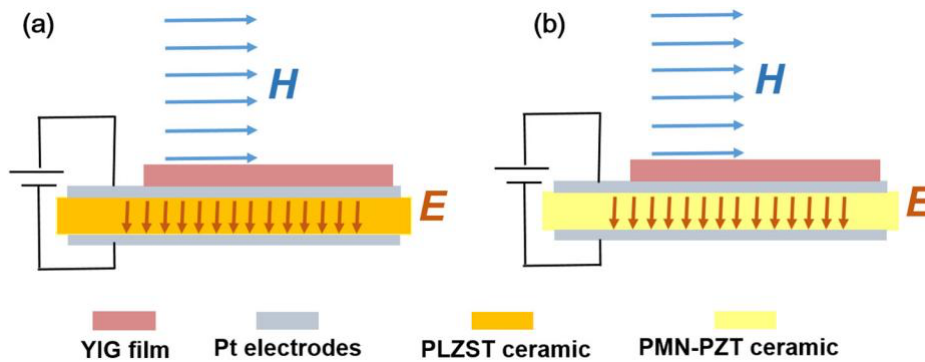 (a)
H
E
(b)
H
E
YIG film
Pt electrodes
PLZST ceramic
PMN-PZT ceramic